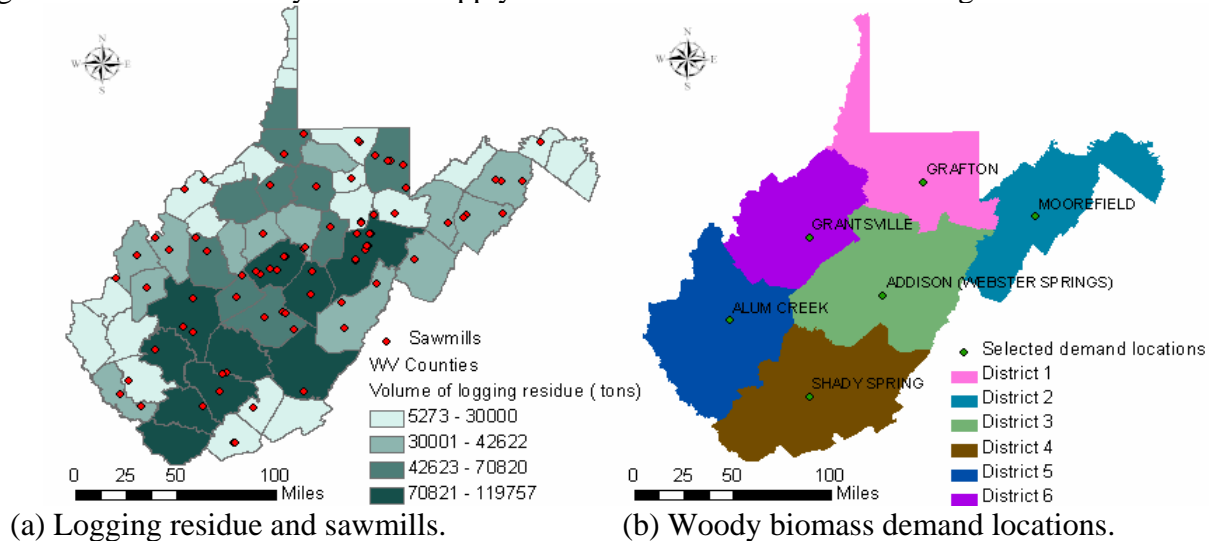 N
W E
S
Sawmills
WV Counties
Volume of logging residue ( tons)
5273 - 30000
30001 - 42622
42623 - 70820
70821 - 119757
0 25 50 100
Miles
(a) Logging residue and sawmills.
N
W E
S
GRAFTON
MOOREFIELD
GRANTSVILLE
ADDISON (WEBSTER SPRINGS)
ALUM CREEK
SHADY SPRING
Selected demand locations
District 1
District 2
District 3
District 4
District 5
District 6
0 25 50 100
Miles
(b) Woody biomass demand locations.